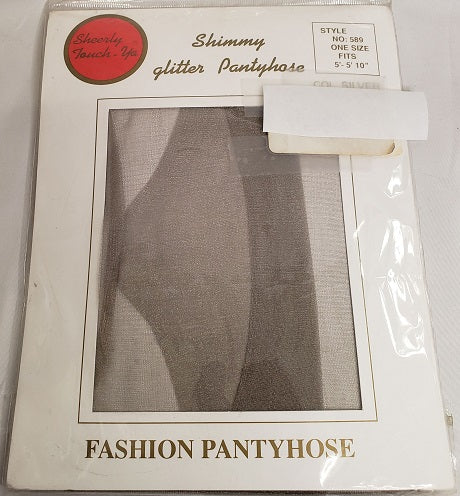 Sheerly
Touch-Ya
Shimmy
glitter Pantyhose
STYLE
NO: 589
ONE SIZE
FITS
5'- 5' 10"
COL. SILVER
FASHION PANTYHOSE